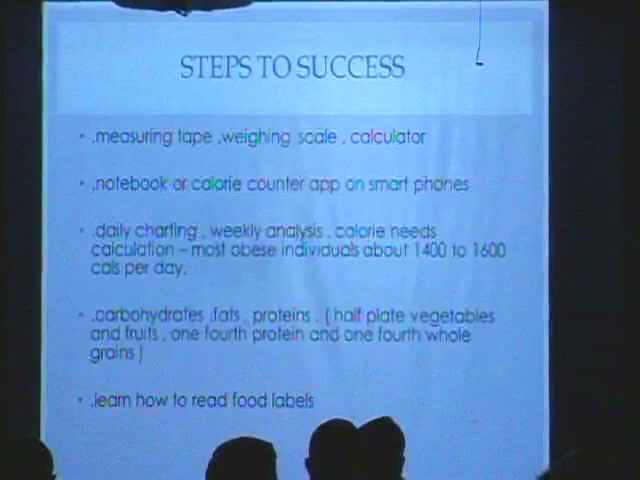 STEPS TO SUCCESS
• .measuring tape ,weighing scale , calculator
• .notebook or calorie counter app on smart phones
• .daily charting , weekly analysis , calorie needs
calculation – most obese individuals about 1400 to 1600
cals per day.
• .carbohydrates ,fats , proteins . ( half plate vegetables
and fruits , one fourth protein and one fourth whole
grains )
• .learn how to read food labels